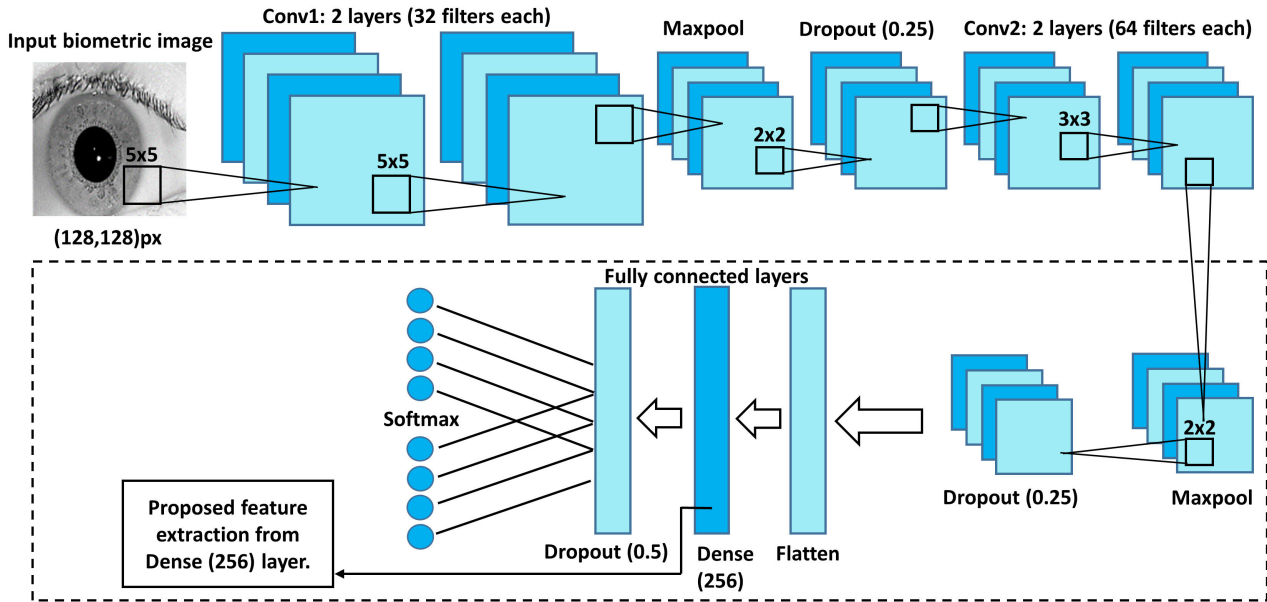 Conv1: 2 layers (32 filters each)
Maxpool
Dropout (0.25)
Conv2: 2 layers (64 filters each)
Input biometric image
5x5
5x5
2x2
3x3
(128,128)px
Fully connected layers
Softmax
2x2
Dropout (0.25)
Maxpool
Proposed feature
extraction from
Dense (256) layer.
Dropout (0.5)
Dense
(256)
Flatten